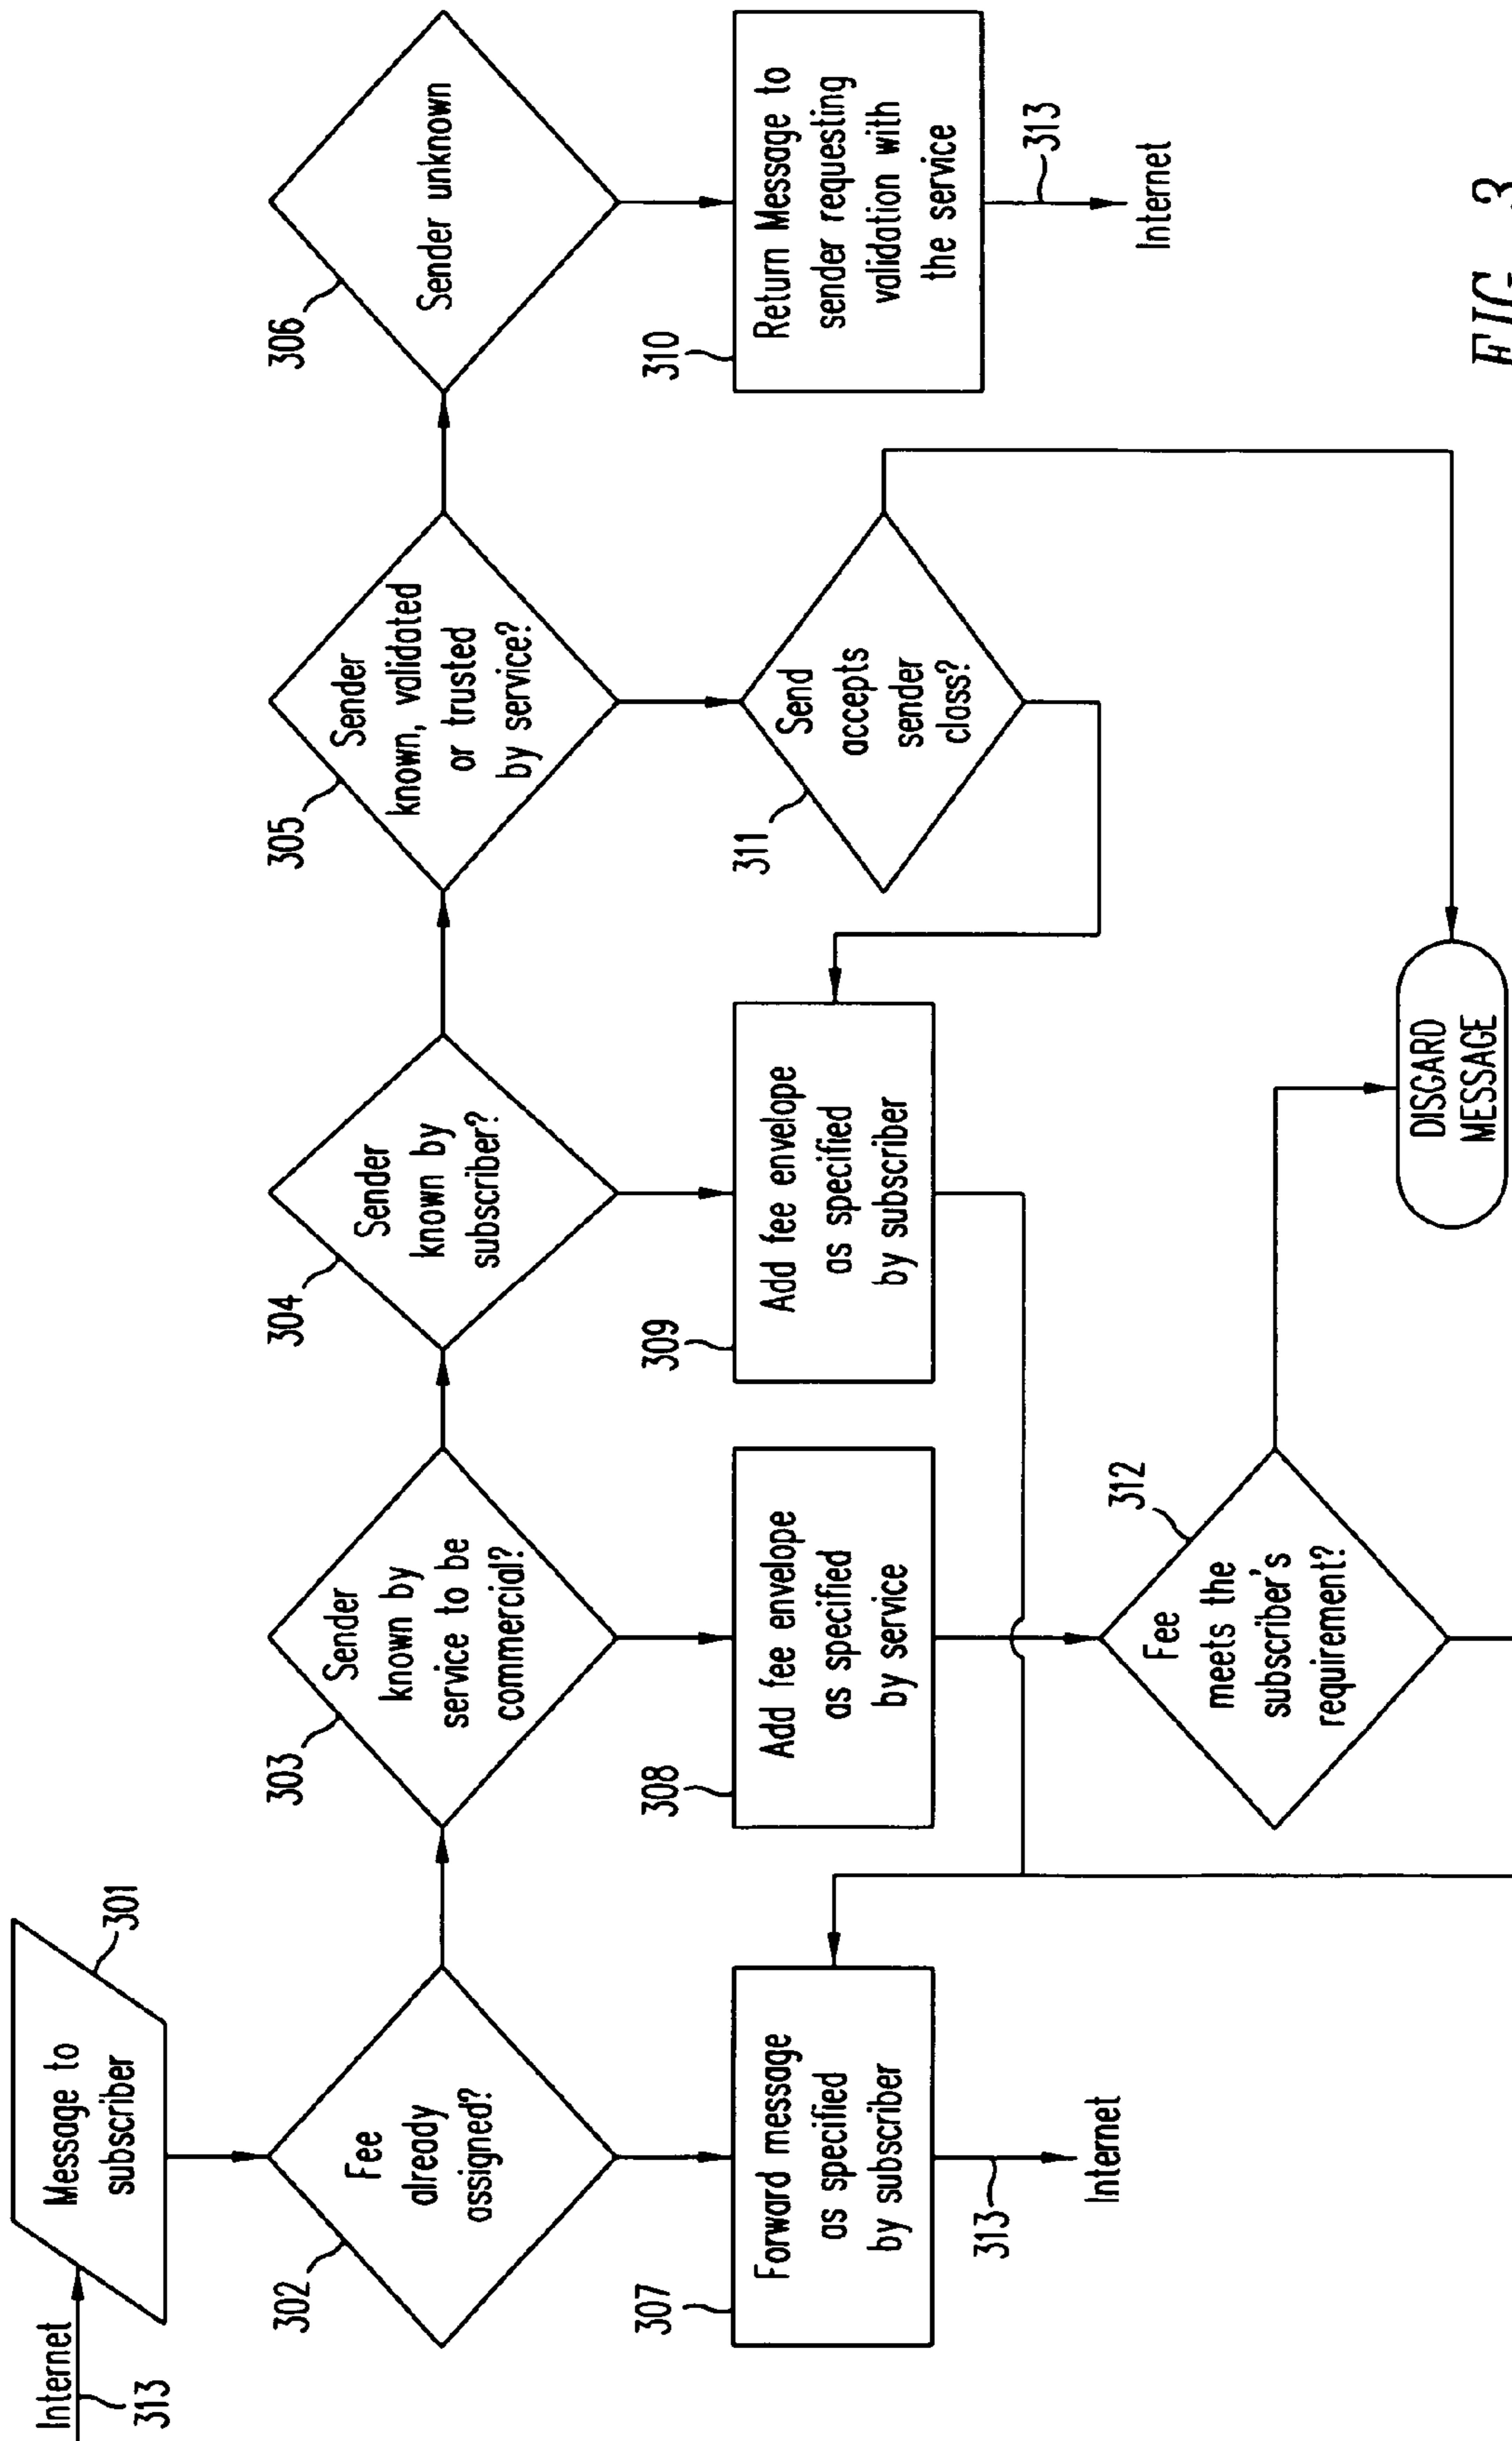 Internet
313
Message to
subscriber
301
302
Fee
already
assigned?
303
Sender
known by
service to be
commercial?
304
Sender
known by
subscriber?
305
Sender
known, validated
or trusted
by service?
306
Sender unknown
307
Forward message
as specified
by subscriber
308
Add fee envelope
as specified
by service
309
Add fee envelope
as specified
by subscriber
311
Send
accepts
sender
class?
310
Return Message to
sender requesting
validation with
the service
313
Internet
313
Internet
312
Fee
meets the
subscriber's
requirement?
DISCARD
MESSAGE
FIG. 3